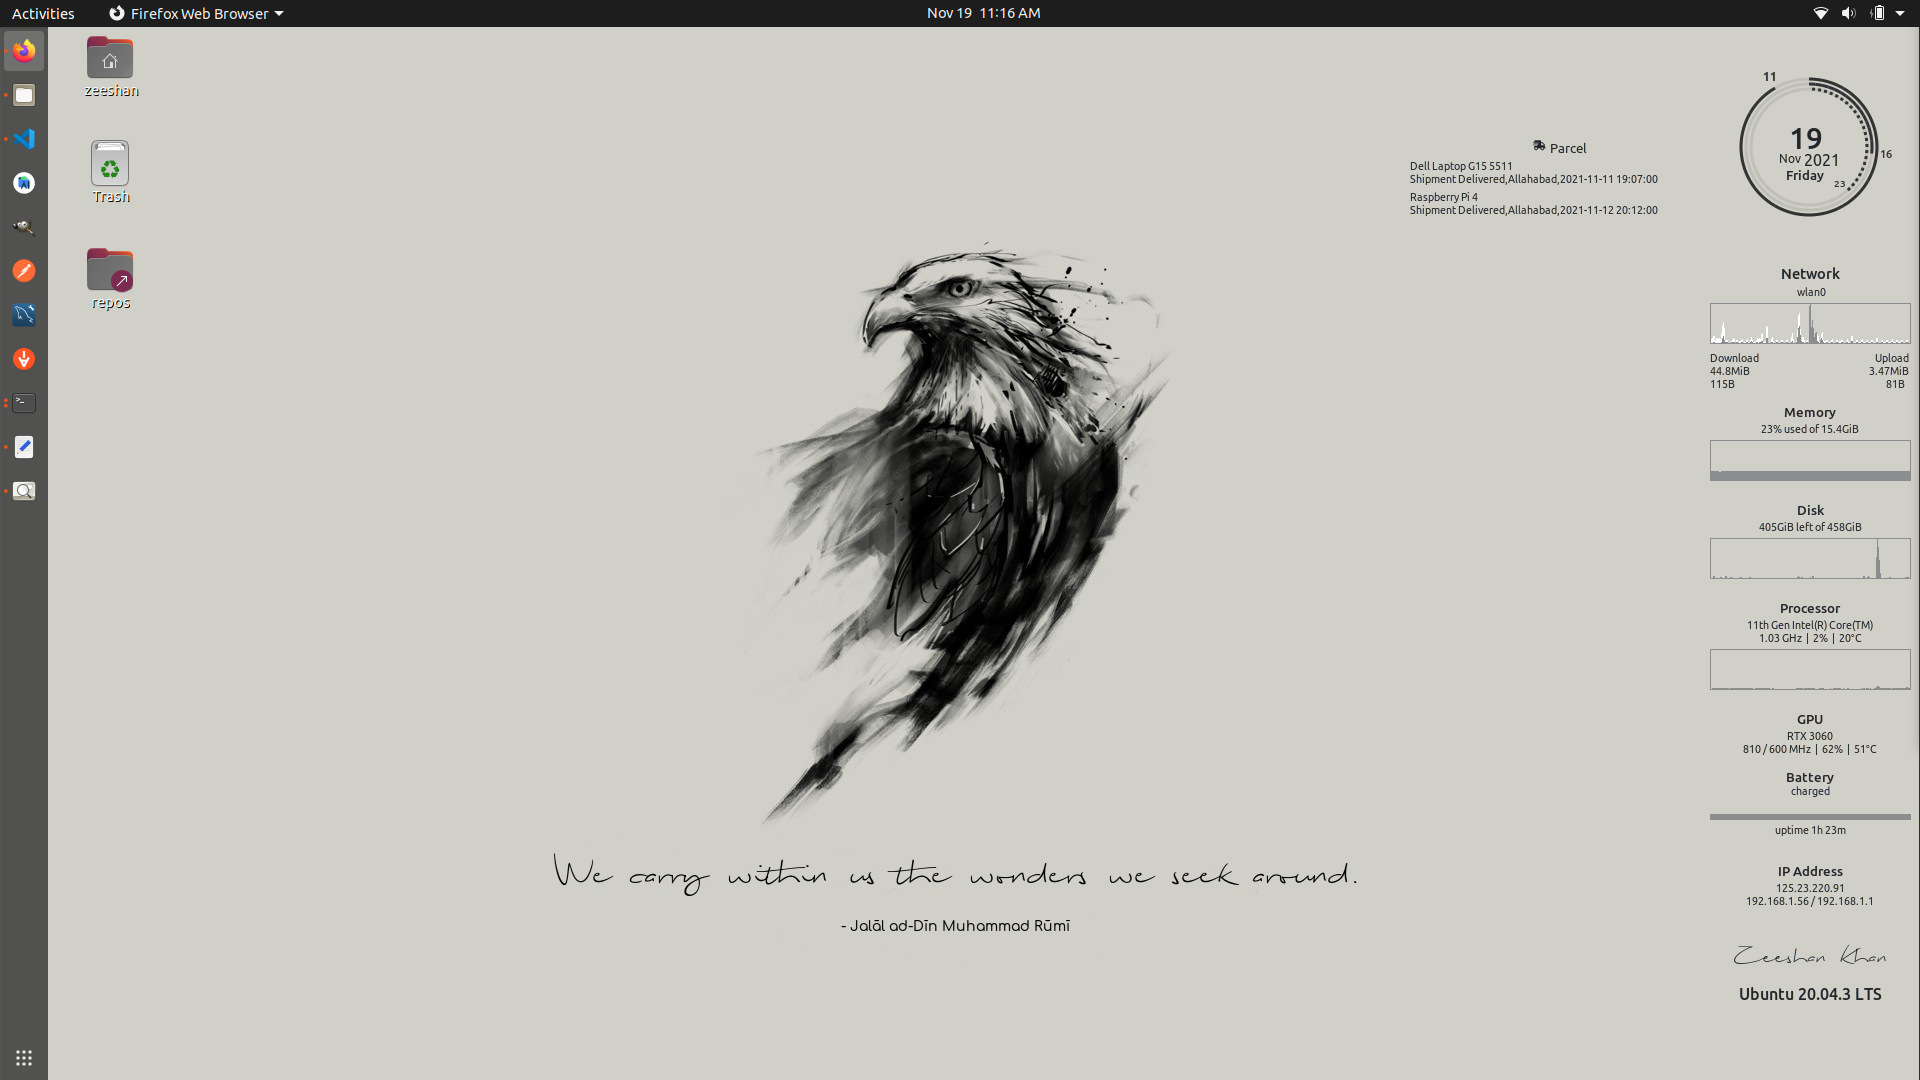 Activities
Firefox Web Browser
Nov 19 11:16 AM
zeeshan
Trash
repos
Parcel
Dell Laptop G15 5511
Shipment Delivered,Allahabad,2021-11-11 19:07:00
Raspberry Pi 4
Shipment Delivered,Allahabad,2021-11-12 20:12:00
11
19
Nov 2021
Friday
16
23
Network
wlan0
Download Upload
44.8MiB 3.47MiB
115B 81B
Memory
23% used of 15.4GiB
Disk
405GiB left of 458GiB
Processor
11th Gen Intel(R) Core(TM)
1.03 GHz | 2% | 20°C
GPU
RTX 3060
810 / 600 MHz | 62% | 51°C
Battery
charged
uptime 1h 23m
IP Address
125.23.220.91
192.168.1.56 / 192.168.1.1
Zeeshan Khan
Ubuntu 20.04.3 LTS
We carry within us the wonders we seek around.
- Jalāl ad-Dīn Muhammad Rūmī